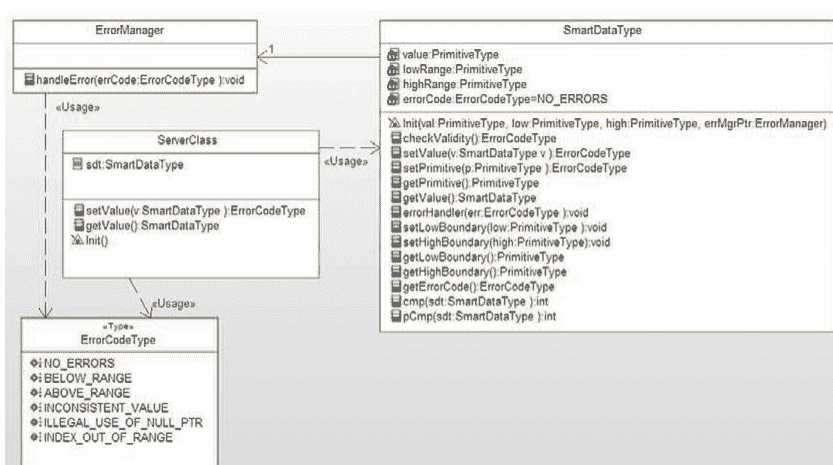 ErrorManager
handleError(errCode:ErrorCodeType ):void
1
«Usage»
ServerClass
sdt:SmartDataType
setValue(v:SmartDataType ):ErrorCodeType
getValue():SmartDataType
Init()
«Usage»
«Usage»
«Type»
ErrorCodeType
NO_ERRORS
BELOW_RANGE
ABOVE_RANGE
INCONSISTENT_VALUE
ILLEGAL_USE_OF_NULL_PTR
INDEX_OUT_OF_RANGE
SmartDataType
value:PrimitiveType
lowRange:PrimitiveType
highRange:PrimitiveType
errorCode:ErrorCodeType=NO_ERRORS
Init(val:PrimitiveType, low:PrimitiveType, high:PrimitiveType, errMgrPtr:ErrorManager)
checkValidity():ErrorCodeType
setValue(v:SmartDataType v ):ErrorCodeType
setPrimitive(p:PrimitiveType ):ErrorCodeType
getPrimitive():PrimitiveType
getValue():SmartDataType
errorHandler(err:ErrorCodeType ):void
setLowBoundary(low:PrimitiveType ):void
setHighBoundary(high:PrimitiveType):void
getLowBoundary():PrimitiveType
getHighBoundary():PrimitiveType
getErrorCode():ErrorCodeType
cmp(sdt:SmartDataType ):int
pCmp(sdt:SmartDataType ):int